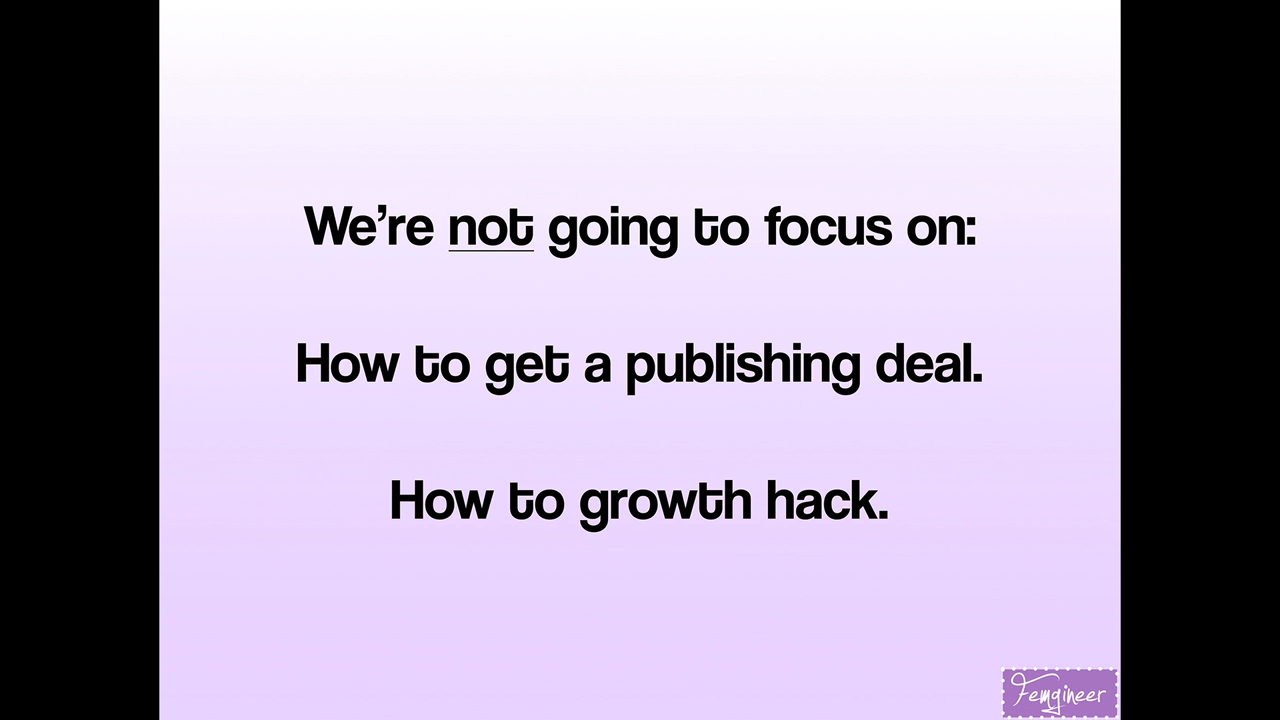 We're not going to focus on:
How to get a publishing deal.
How to growth hack.
Femgineer